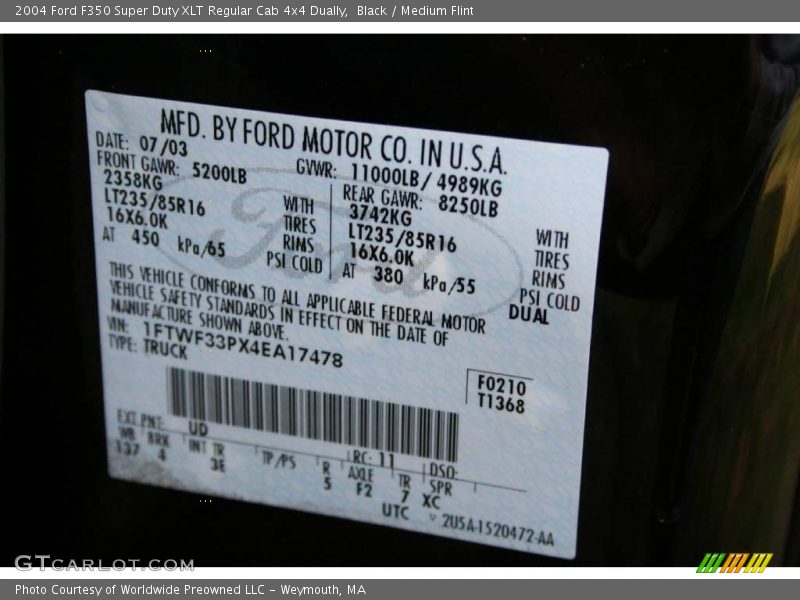 2004 Ford F350 Super Duty XLT Regular Cab 4x4 Dually, Black / Medium Flint
MFD. BY FORD MOTOR CO. IN U.S.A.
DATE: 07/03 GVWR: 11000LB/ 4989KG
FRONT GAWR: 5200LB REAR GAWR: 8250LB
2358KG WITH 3742KG WITH
LT235/85R16 TIRES LT235/85R16 TIRES
16X6.0K RIMS 16X6.0K RIMS
AT 450 kPa/65 PSI COLD AT 380 kPa/55 PSI COLD
DUAL
THIS VEHICLE CONFORMS TO ALL APPLICABLE FEDERAL MOTOR
VEHICLE SAFETY STANDARDS IN EFFECT ON THE DATE OF
MANUFACTURE SHOWN ABOVE.
VIN: 1FTWF33PX4EA17478
TYPE: TRUCK
F0210
T1368
EXT PNT: UD RC: 11 DSO:
WB BRK INT TR TP/PS R AXLE TR SPR
137 4 3E 5 F2 7 XC
UTC ▽ 2U5A-1520472-AA
Ford
GTCARLOT.COM
Photo Courtesy of Worldwide Preowned LLC - Weymouth, MA